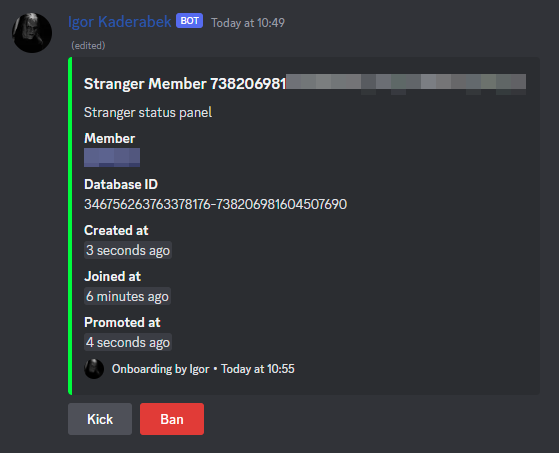 Igor Kaderabek BOT Today at 10:49
(edited)
Stranger Member 738206981
Stranger status panel
Member
Database ID
346756263763378176-738206981604507690
Created at
3 seconds ago
Joined at
6 minutes ago
Promoted at
4 seconds ago
Onboarding by Igor • Today at 10:55
Kick Ban